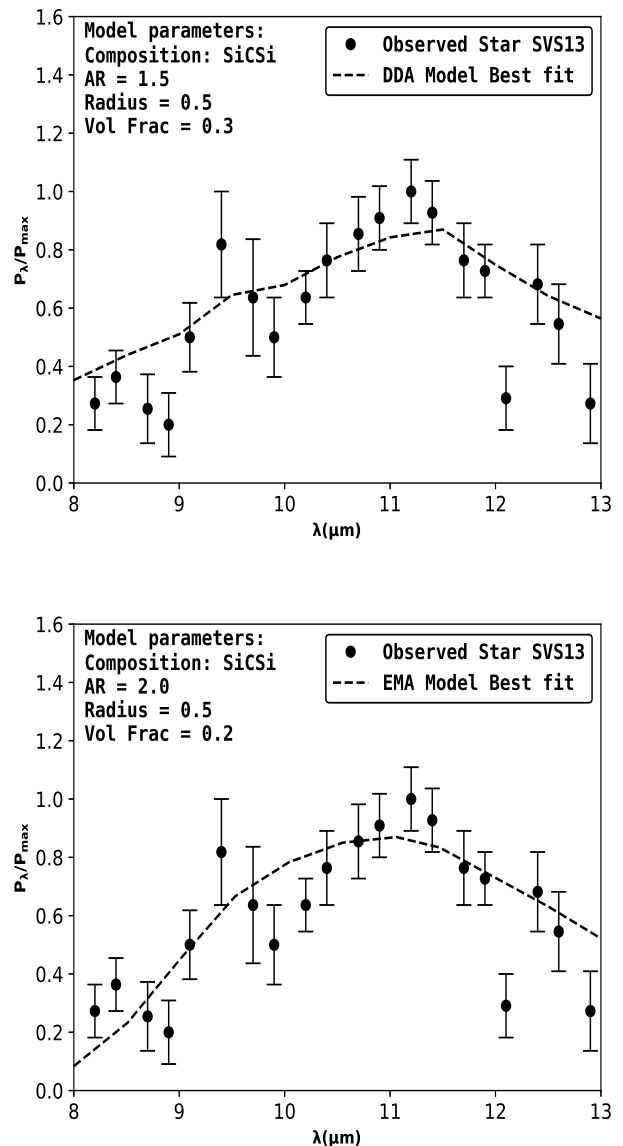 Model parameters:
Composition: SiCSi
AR = 1.5
Radius = 0.5
Vol Frac = 0.3
Observed Star SVS13
DDA Model Best fit
1.6
1.4
1.2
1.0
0.8
0.6
0.4
0.2
0.0
Pλ/Pmax
8 9 10 11 12 13
λ(μm)
Model parameters:
Composition: SiCSi
AR = 2.0
Radius = 0.5
Vol Frac = 0.2
Observed Star SVS13
EMA Model Best fit
1.6
1.4
1.2
1.0
0.8
0.6
0.4
0.2
0.0
Pλ/Pmax
8 9 10 11 12 13
λ(μm)